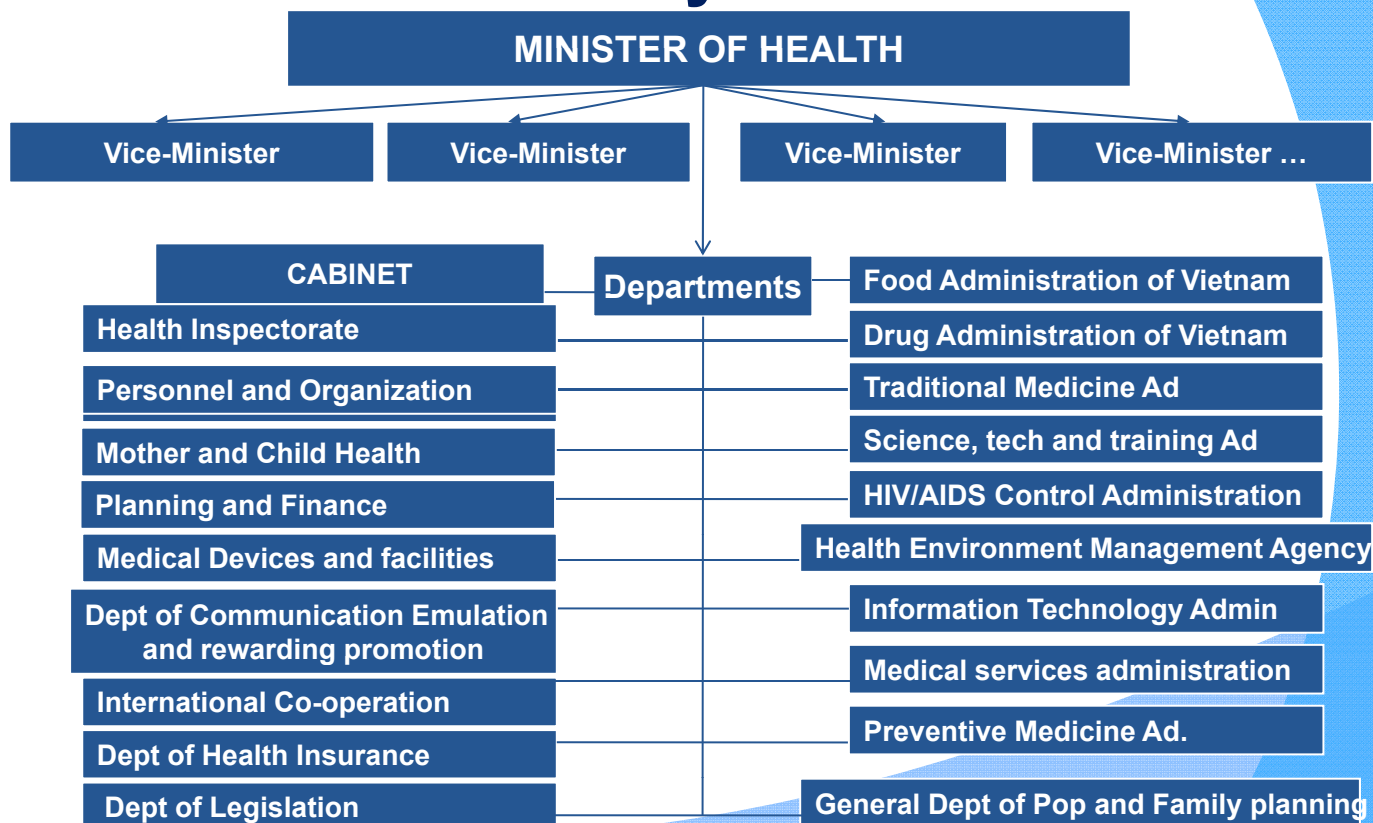 MINISTER OF HEALTH
Vice-Minister
Vice-Minister
Vice-Minister
Vice-Minister …
CABINET
Departments
Food Administration of Vietnam
Health Inspectorate
Drug Administration of Vietnam
Personnel and Organization
Traditional Medicine Ad
Mother and Child Health
Science, tech and training Ad
Planning and Finance
HIV/AIDS Control Administration
Medical Devices and facilities
Health Environment Management Agency
Dept of Communication Emulation
and rewarding promotion
Information Technology Admin
International Co-operation
Medical services administration
Dept of Health Insurance
Preventive Medicine Ad.
Dept of Legislation
General Dept of Pop and Family planning